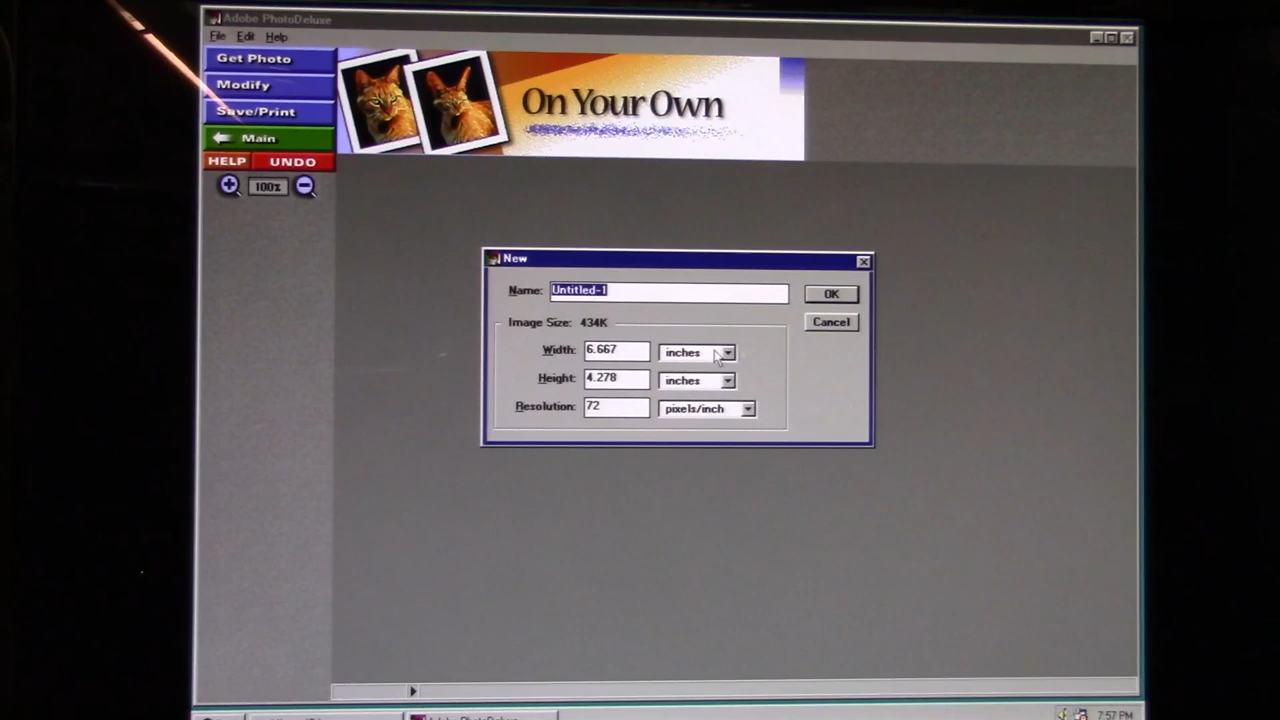 Adobe PhotoDeluxe
File Edit Help
Get Photo
Modify
Save/Print
Main
HELP UNDO
100%
On Your Own
New
Name: Untitled-1
OK
Cancel
Image Size: 434K
Width: 6.667 inches
Height: 4.278 inches
Resolution: 72 pixels/inch
7:57 PM